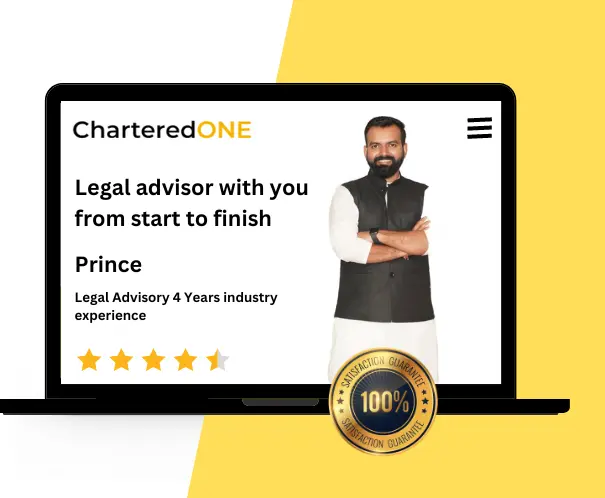 CharteredONE
Legal advisor with you
from start to finish
Prince
Legal Advisory 4 Years industry
experience
SATISFACTION GUARANTEE
100%
SATISFACTION GUARANTEE